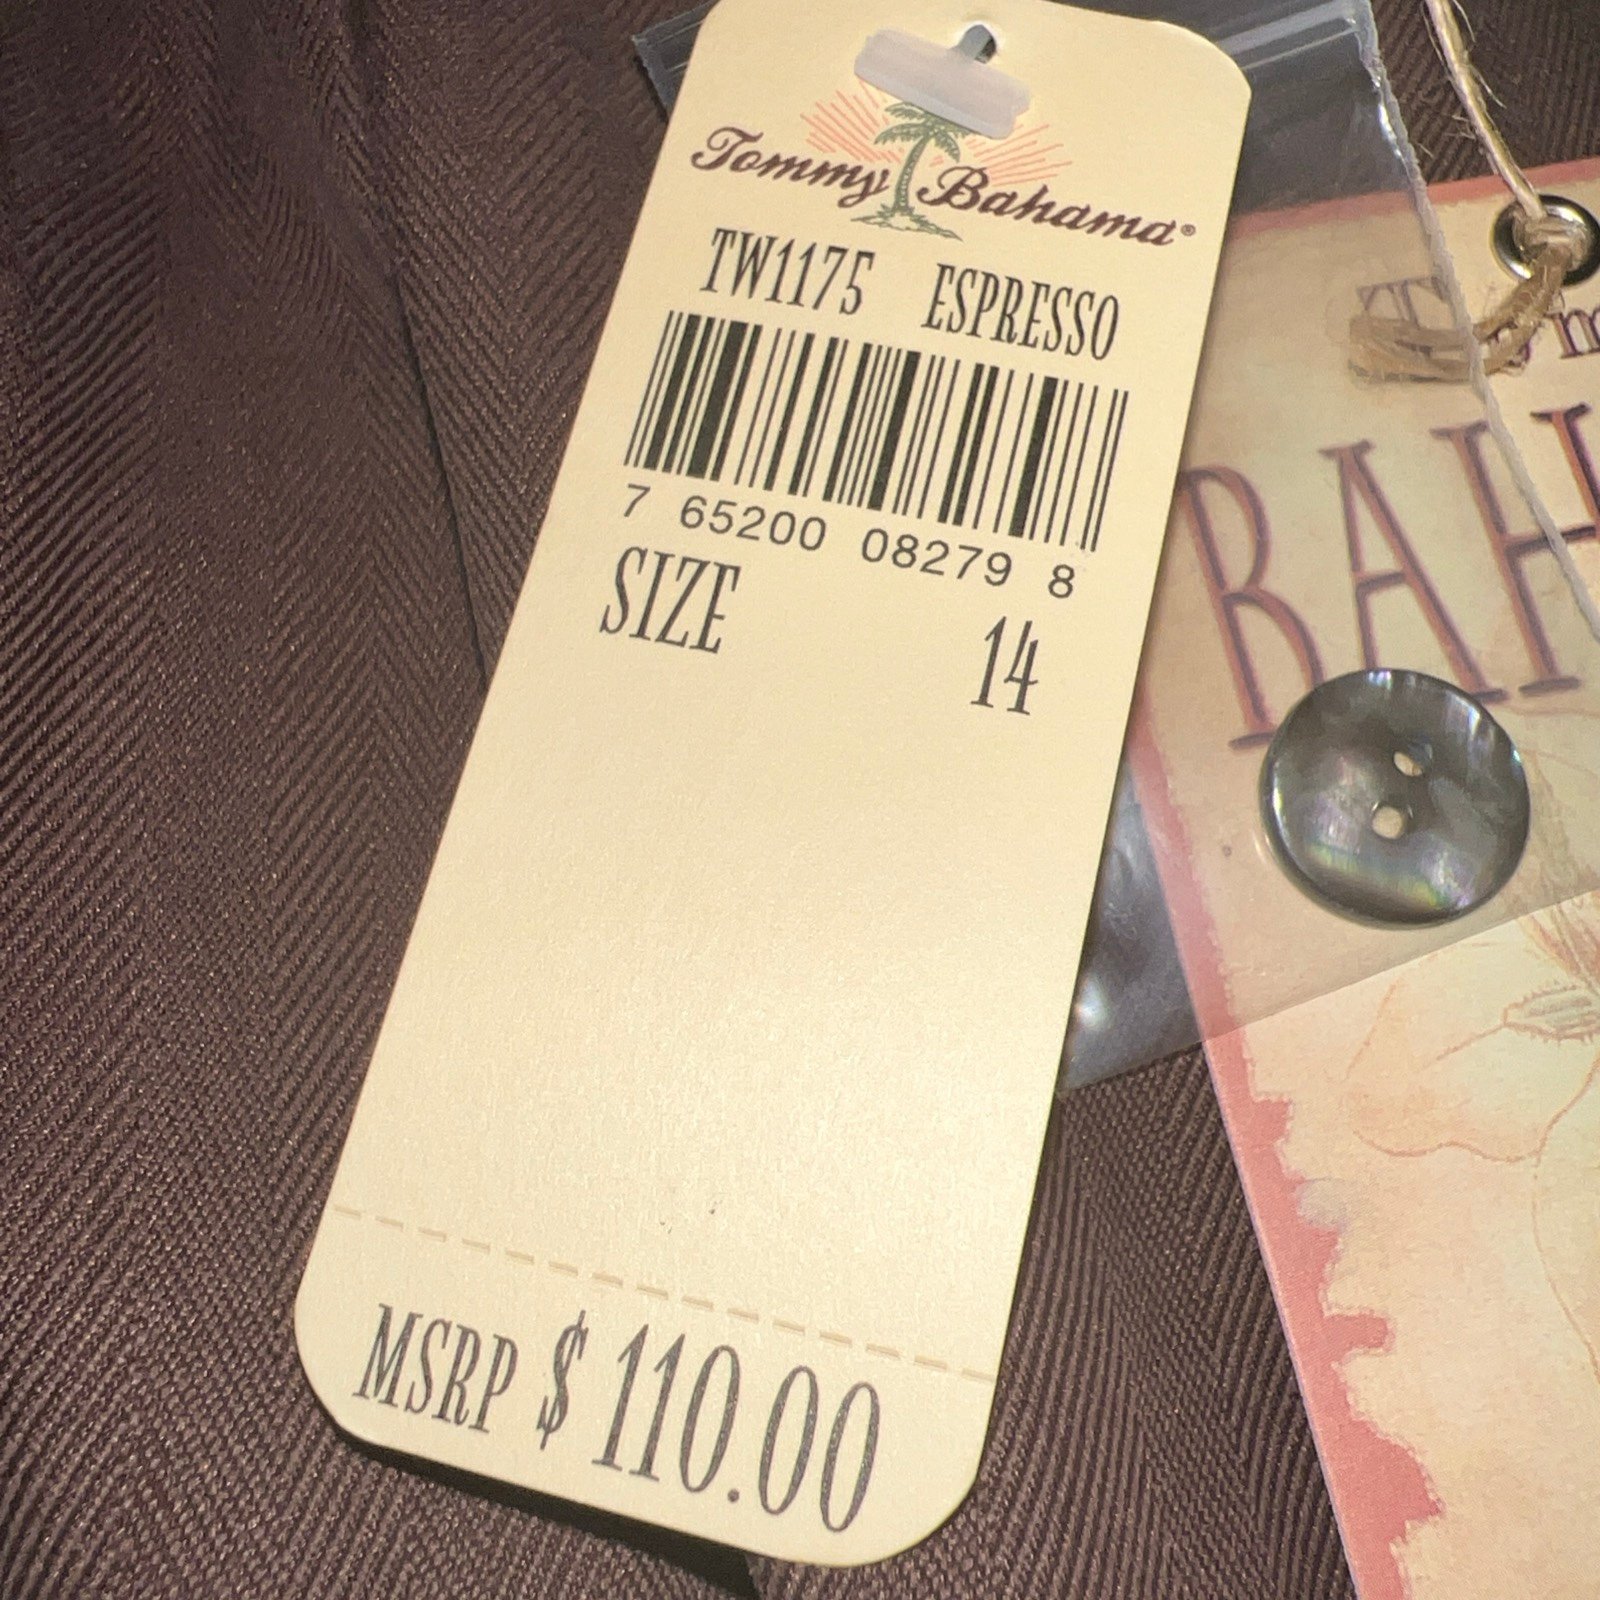 Tommy Bahama®
TW1175 ESPRESSO
7 65200 08279 8
SIZE 14
MSRP $ 110.00
BAH